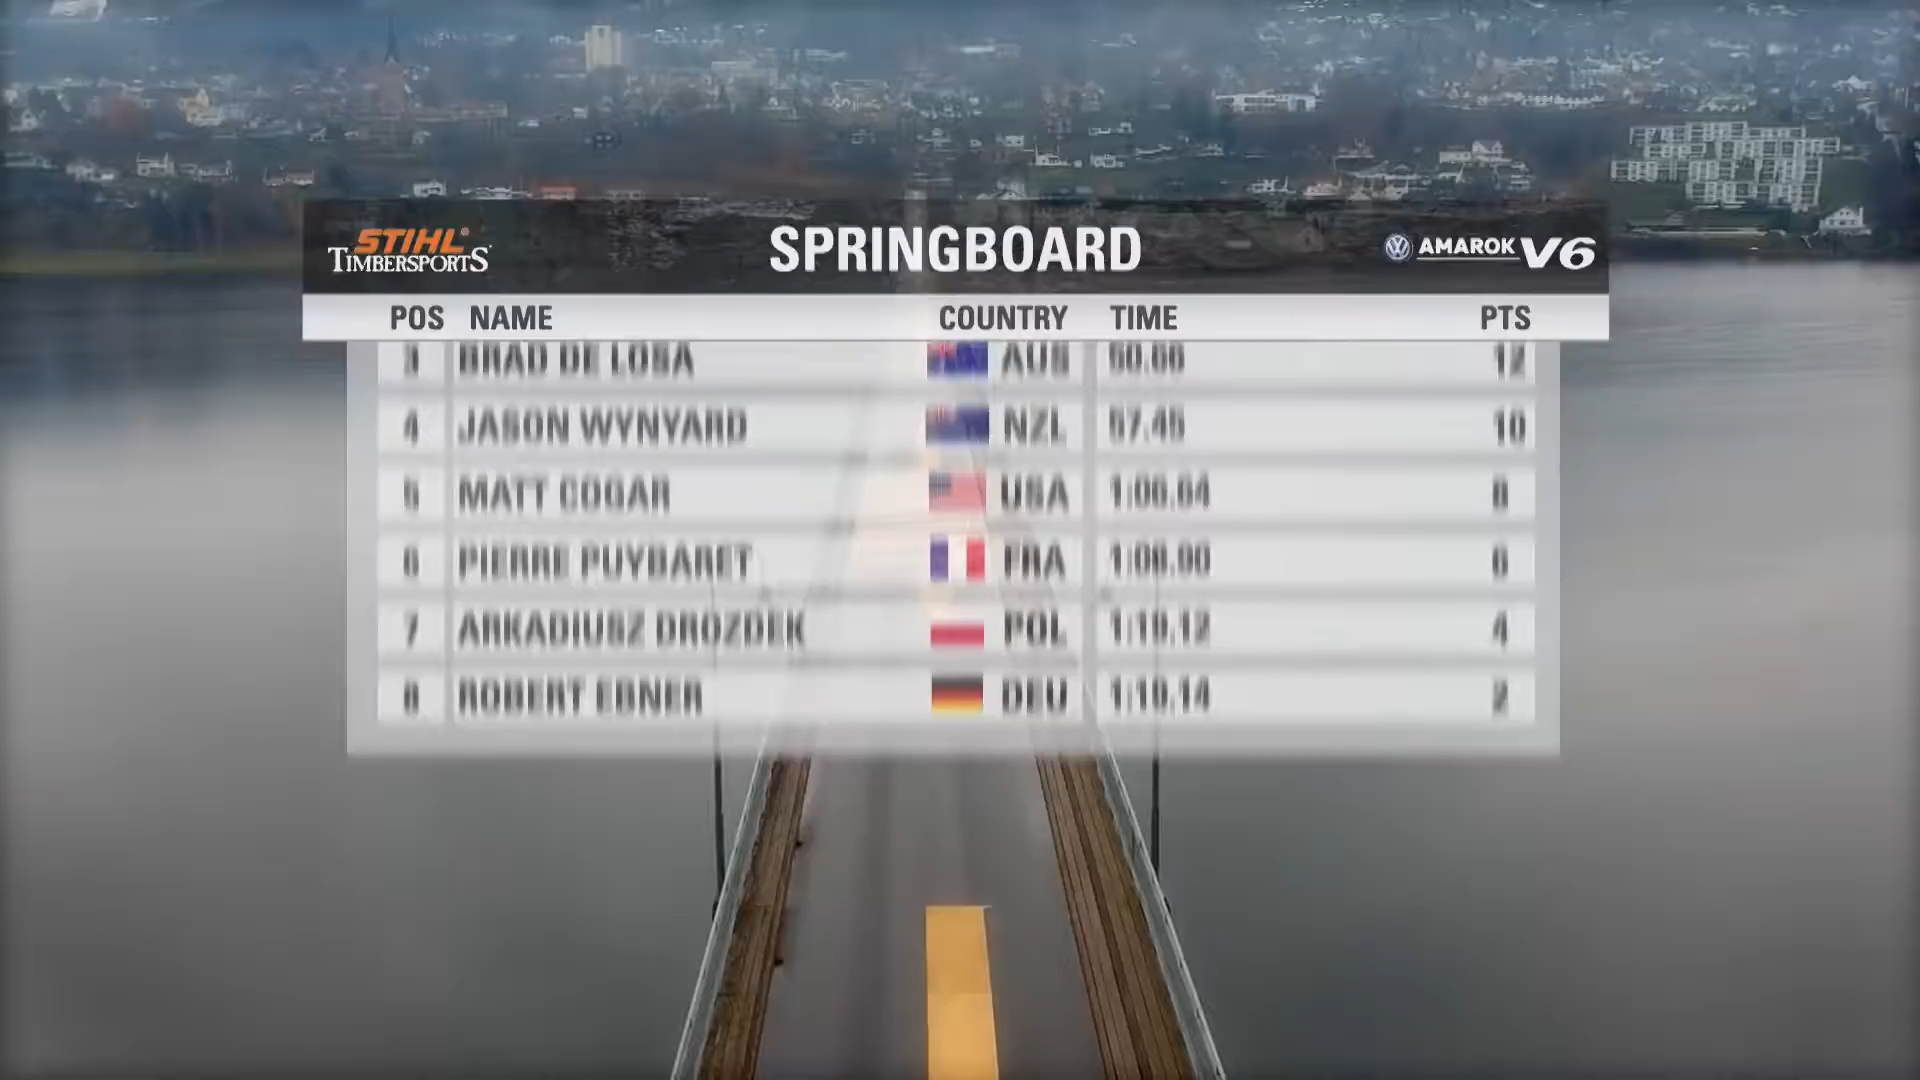 STIHL®
TIMBERSPORTS®
SPRINGBOARD
AMAROK V6
POS NAME COUNTRY TIME PTS
3 BRAD DE LOSA AUS 12
4 JASON WYNYARD NZL 57.45 10
5 MATT COGAR USA 8
6 PIERRE PUYBARET FRA 6
7 ARKADIUSZ DROZDEK POL 4
8 ROBERT EBNER DEU 2